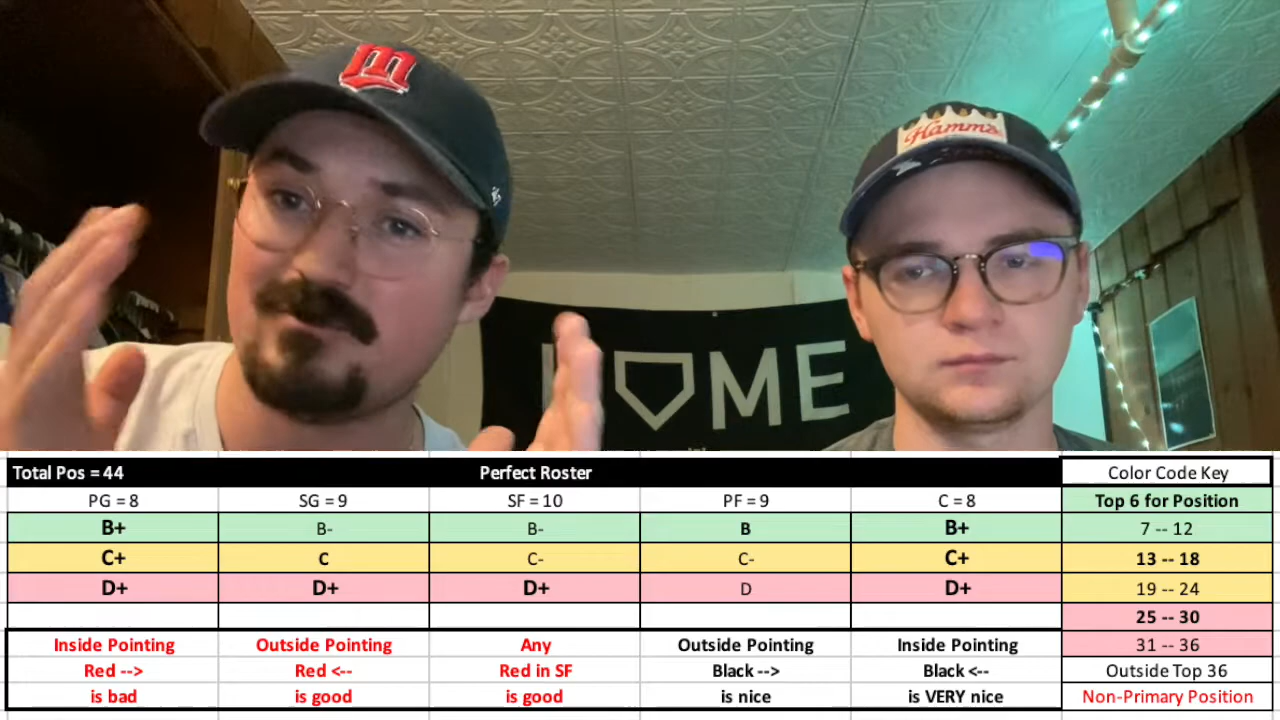 m
Hamm's
HOME
Total Pos = 44 Perfect Roster Color Code Key
PG = 8 SG = 9 SF = 10 PF = 9 C = 8 Top 6 for Position
B+ B- B- B B+ 7 -- 12
C+ C C- C- C+ 13 -- 18
D+ D+ D+ D D+ 19 -- 24
25 -- 30
Inside Pointing Outside Pointing Any Outside Pointing Inside Pointing 31 -- 36
Red --> Red <-- Red in SF Black --> Black <-- Outside Top 36
is bad is good is good is nice is VERY nice Non-Primary Position